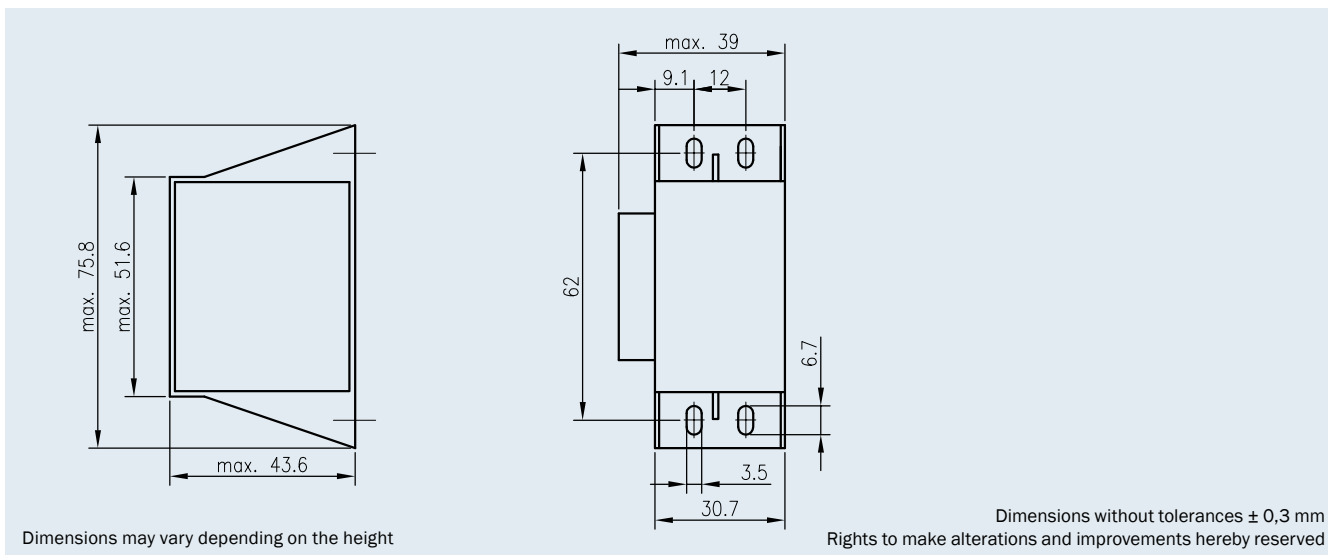 max. 39
9.1
12
max. 75.8
max. 51.6
62
6.7
max. 43.6
3.5
30.7
Dimensions may vary depending on the height
Dimensions without tolerances ± 0,3 mm
Rights to make alterations and improvements hereby reserved